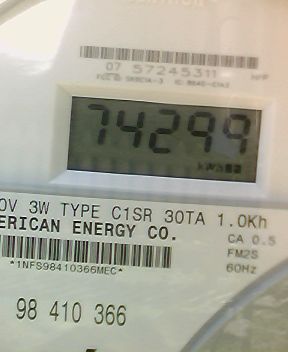 07 57245311
74299
kWh
0V 3W TYPE C1SR 30TA 1.0Kh
ERICAN ENERGY CO.
CA 0.5
FM2S
*1NFS98410366MEC*
60Hz
98 410 366